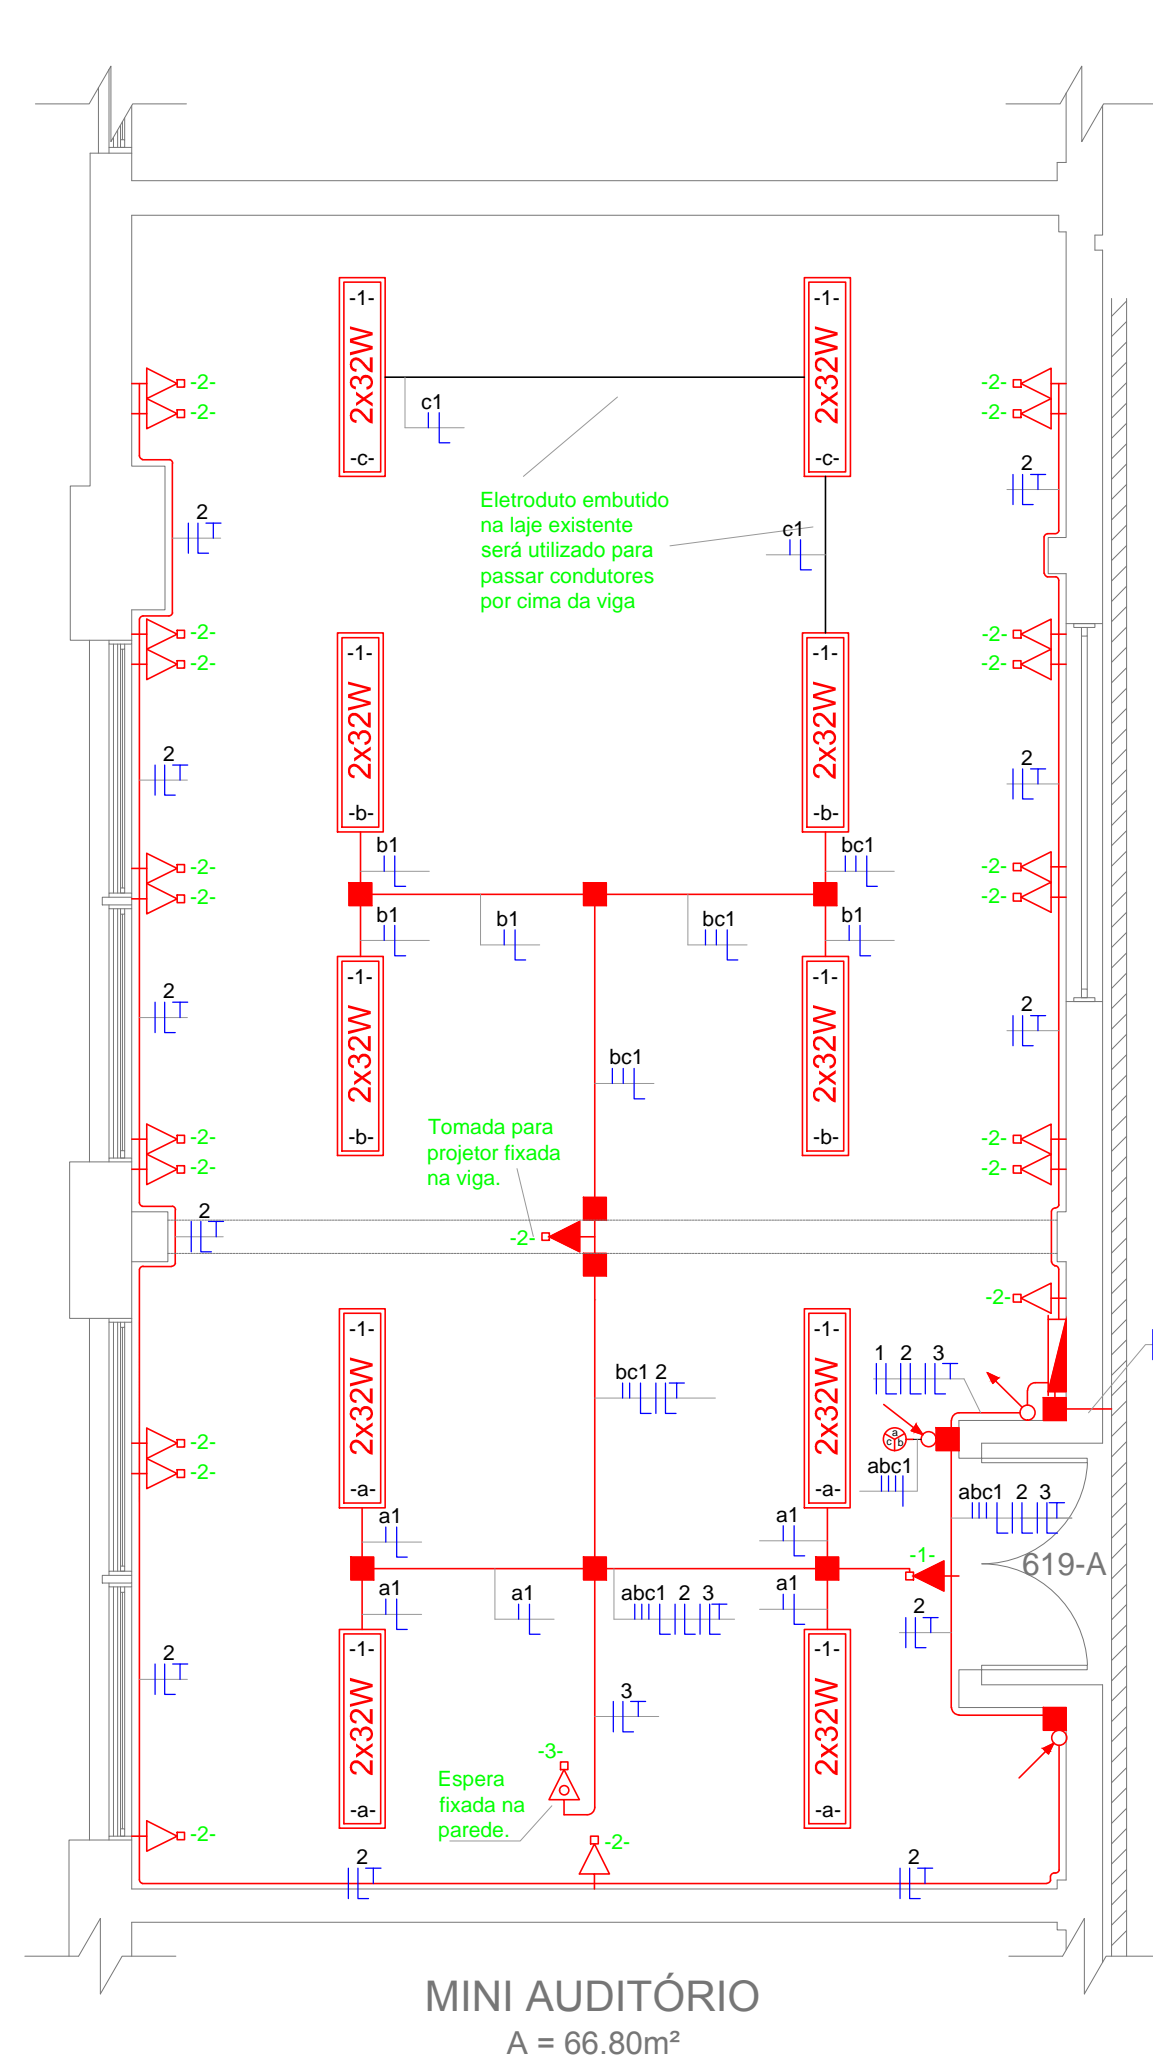 -1- -1-
2x32W 2x32W
-2- -2-
c1
-2- -2-
-c- -c-
2
Eletroduto embutido
na laje existente
será utilizado para
passar condutores
por cima da viga
2
c1
-2- -2-
-1- -1-
-2- -2-
2x32W 2x32W
2 2
-b- -b-
b1 bc1
-2- -2-
-2- -2-
b1 b1 bc1 b1
-1- -1-
2 2
2x32W 2x32W
bc1
Tomada para
projetor fixada
na viga.
-b- -b-
-2- -2-
-2- -2-
2
-2-
-2-
-1- -1-
1 2 3
bc1 2
2x32W 2x32W
-2-
a
c b
-2-
abc1
-a- -a-
abc1 2 3
a1 a1
-1-
619-A
a1 a1 abc1 2 3 a1
2
-1- -1-
2
2x32W 2x32W
3
-3-
Espera
fixada na
parede.
-a- -a-
-2- -2-
2 2
MINI AUDITÓRIO
A = 66.80m²